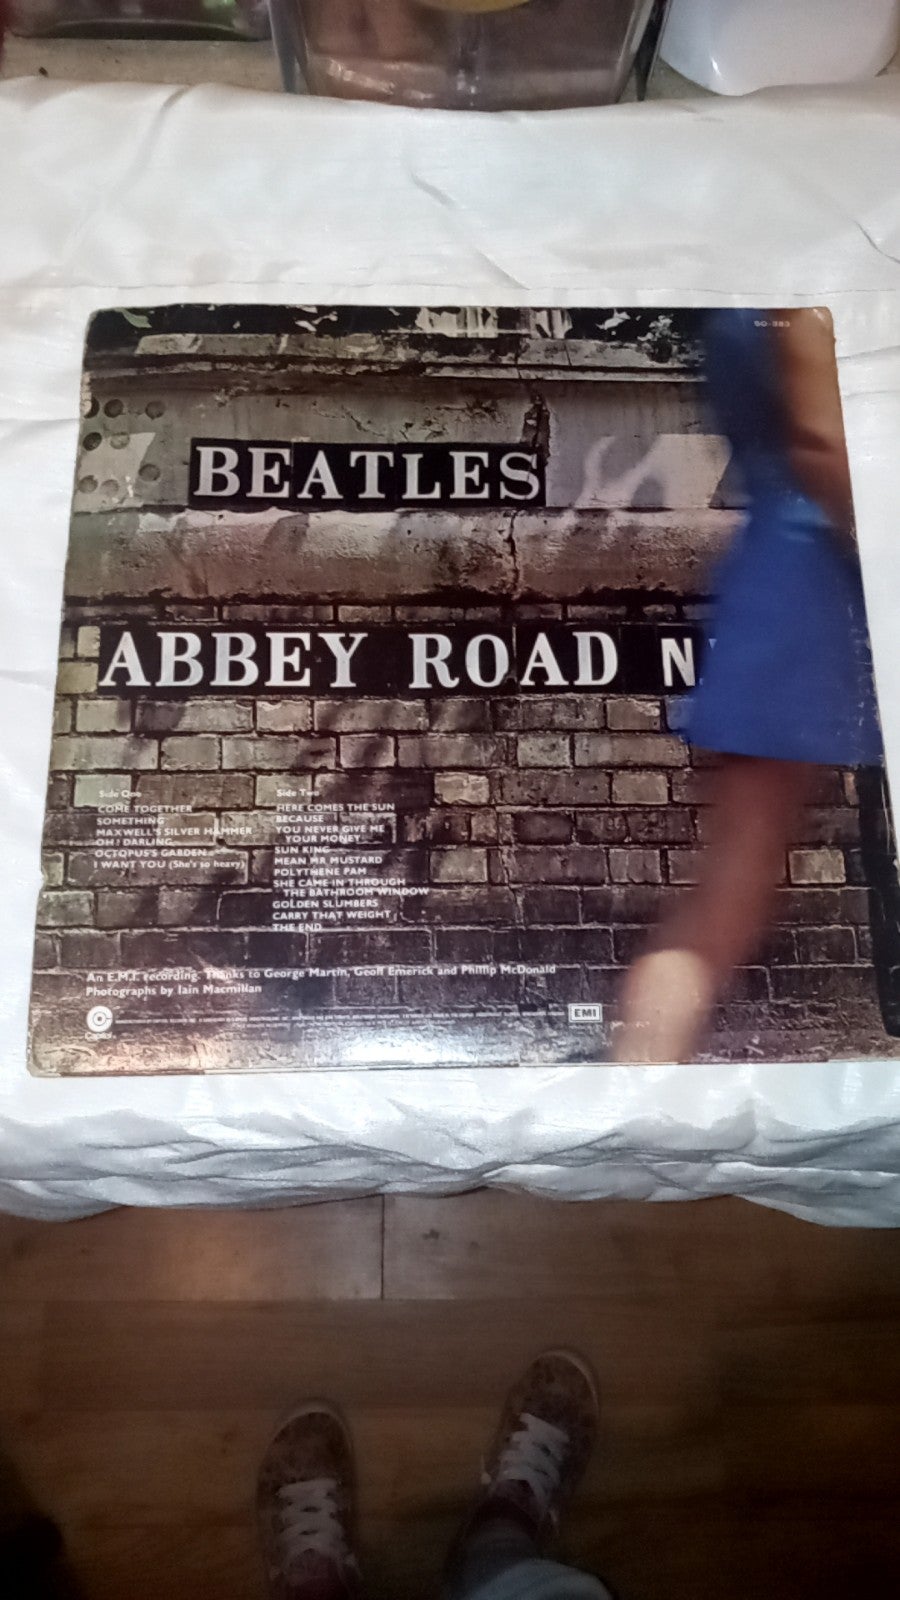 SO-383
BEATLES
ABBEY ROAD N
Side One
COME TOGETHER
SOMETHING
MAXWELL'S SILVER HAMMER
OH! DARLING
OCTOPUS'S GARDEN
I WANT YOU (She's so heavy)
Side Two
HERE COMES THE SUN
BECAUSE
YOU NEVER GIVE ME
YOUR MONEY
SUN KING
MEAN MR MUSTARD
POLYTHENE PAM
SHE CAME IN THROUGH
THE BATHROOM WINDOW
GOLDEN SLUMBERS
CARRY THAT WEIGHT
THE END
An E.M.I. recording. Thanks to George Martin, Geoff Emerick and Phillip McDonald
Photographs by Iain Macmillan
Capitol
EMI